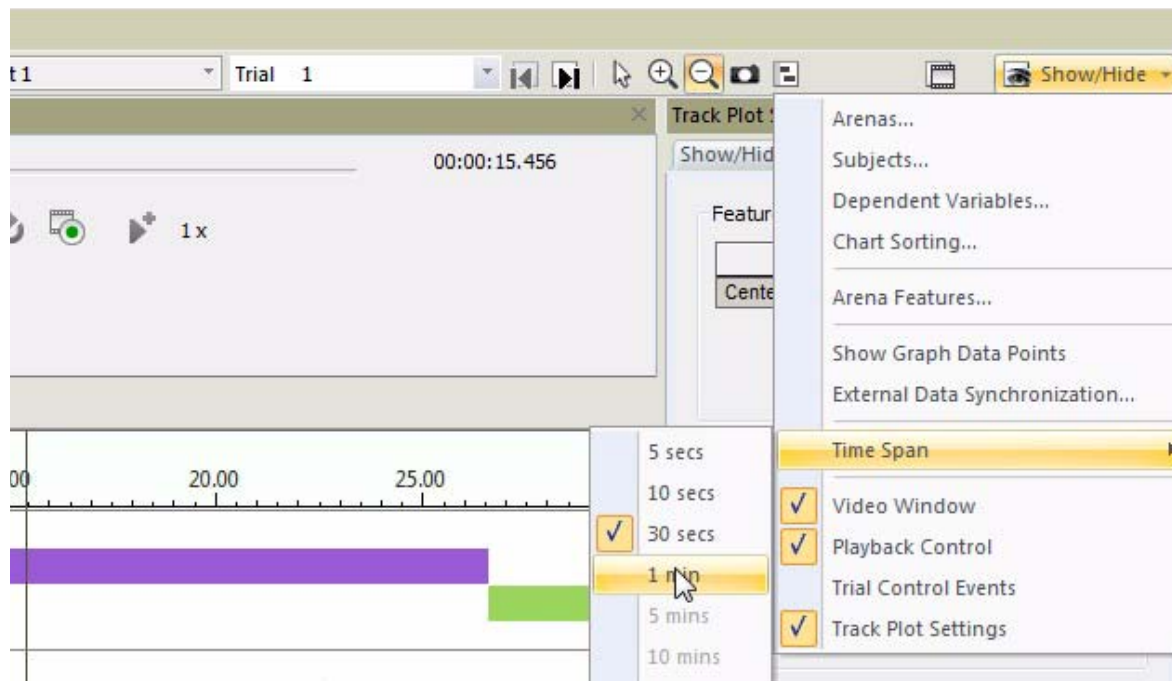 t 1
Trial 1
Show/Hide
Track Plot
Show/Hid
00:00:15.456
1 x
Featur
Cente
Arenas...
Subjects...
Dependent Variables...
Chart Sorting...
Arena Features...
Show Graph Data Points
External Data Synchronization...
Time Span
Video Window
Playback Control
Trial Control Events
Track Plot Settings
5 secs
10 secs
30 secs
1 min
5 mins
10 mins
00
20.00
25.00